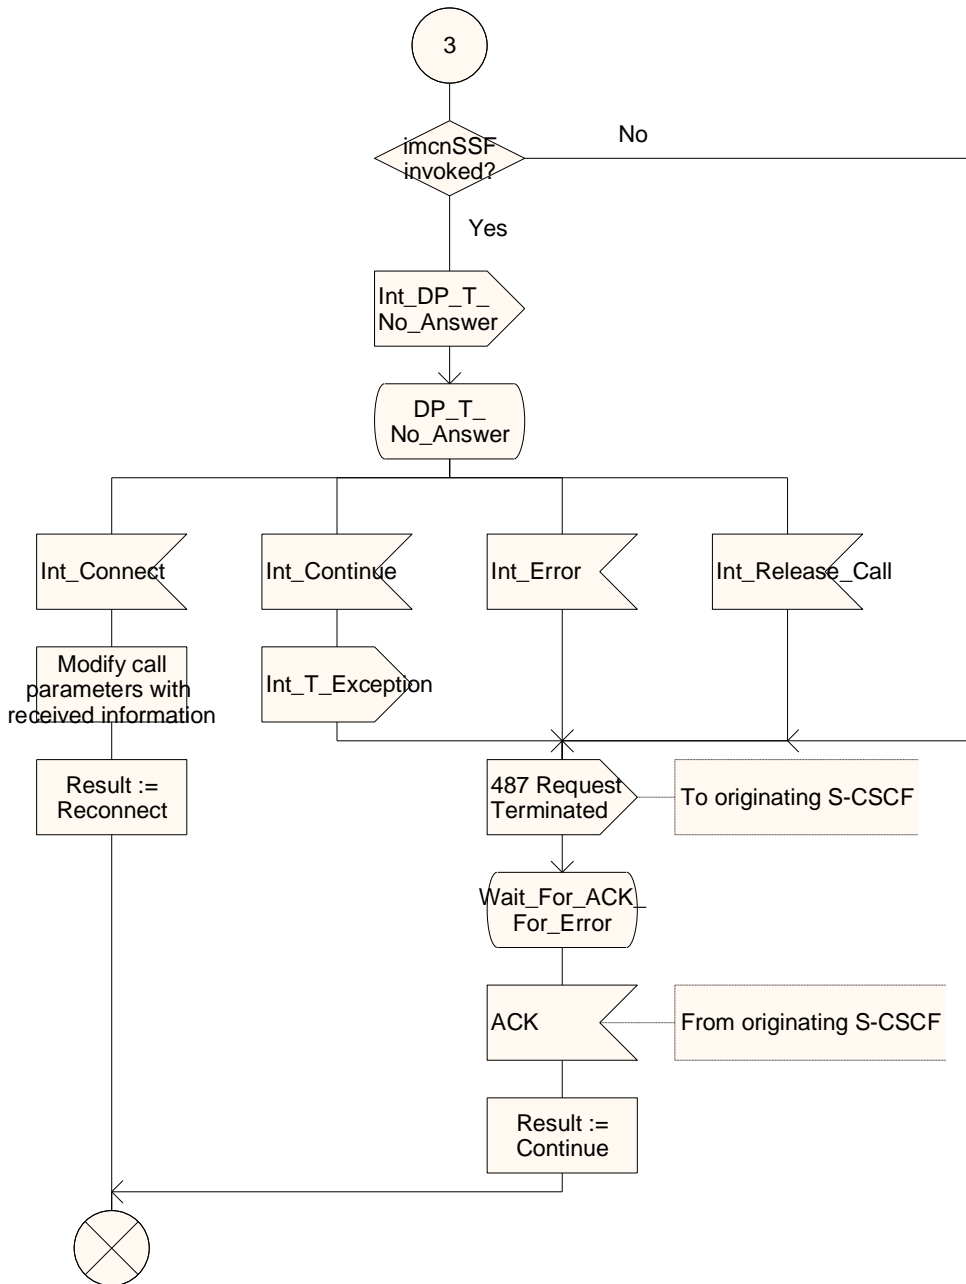 3
imcnSSF
invoked?
No
Yes
Int_DP_T_
No_Answer
DP_T_
No_Answer
Int_Connect
Int_Continue
Int_Error
Int_Release_Call
Modify call
parameters with
received information
Int_T_Exception
Result :=
Reconnect
487 Request
Terminated
To originating S-CSCF
Wait_For_ACK_
For_Error
ACK
From originating S-CSCF
Result :=
Continue